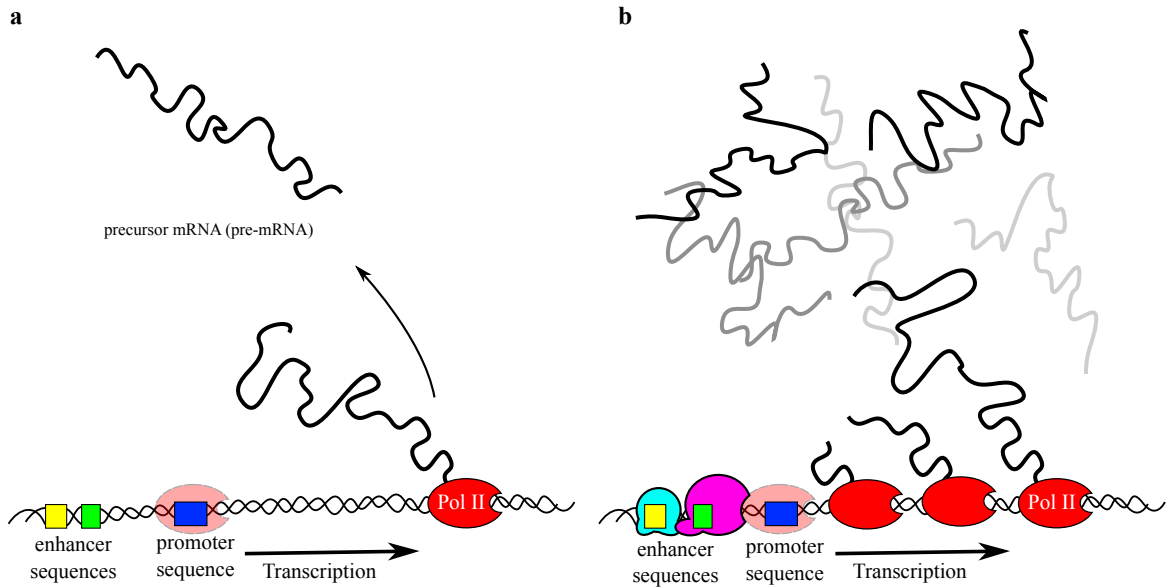 a
precursor mRNA (pre-mRNA)
Pol II
enhancer
sequences
promoter
sequence
Transcription
b
Pol II
enhancer
sequences
promoter
sequence
Transcription